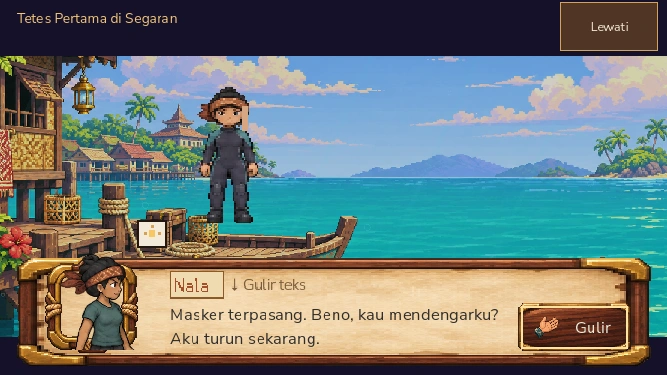 Tetes Pertama di Segaran
Lewati
Nala ↓ Gulir teks
Masker terpasang. Beno, kau mendengarku?
Aku turun sekarang.
Gulir